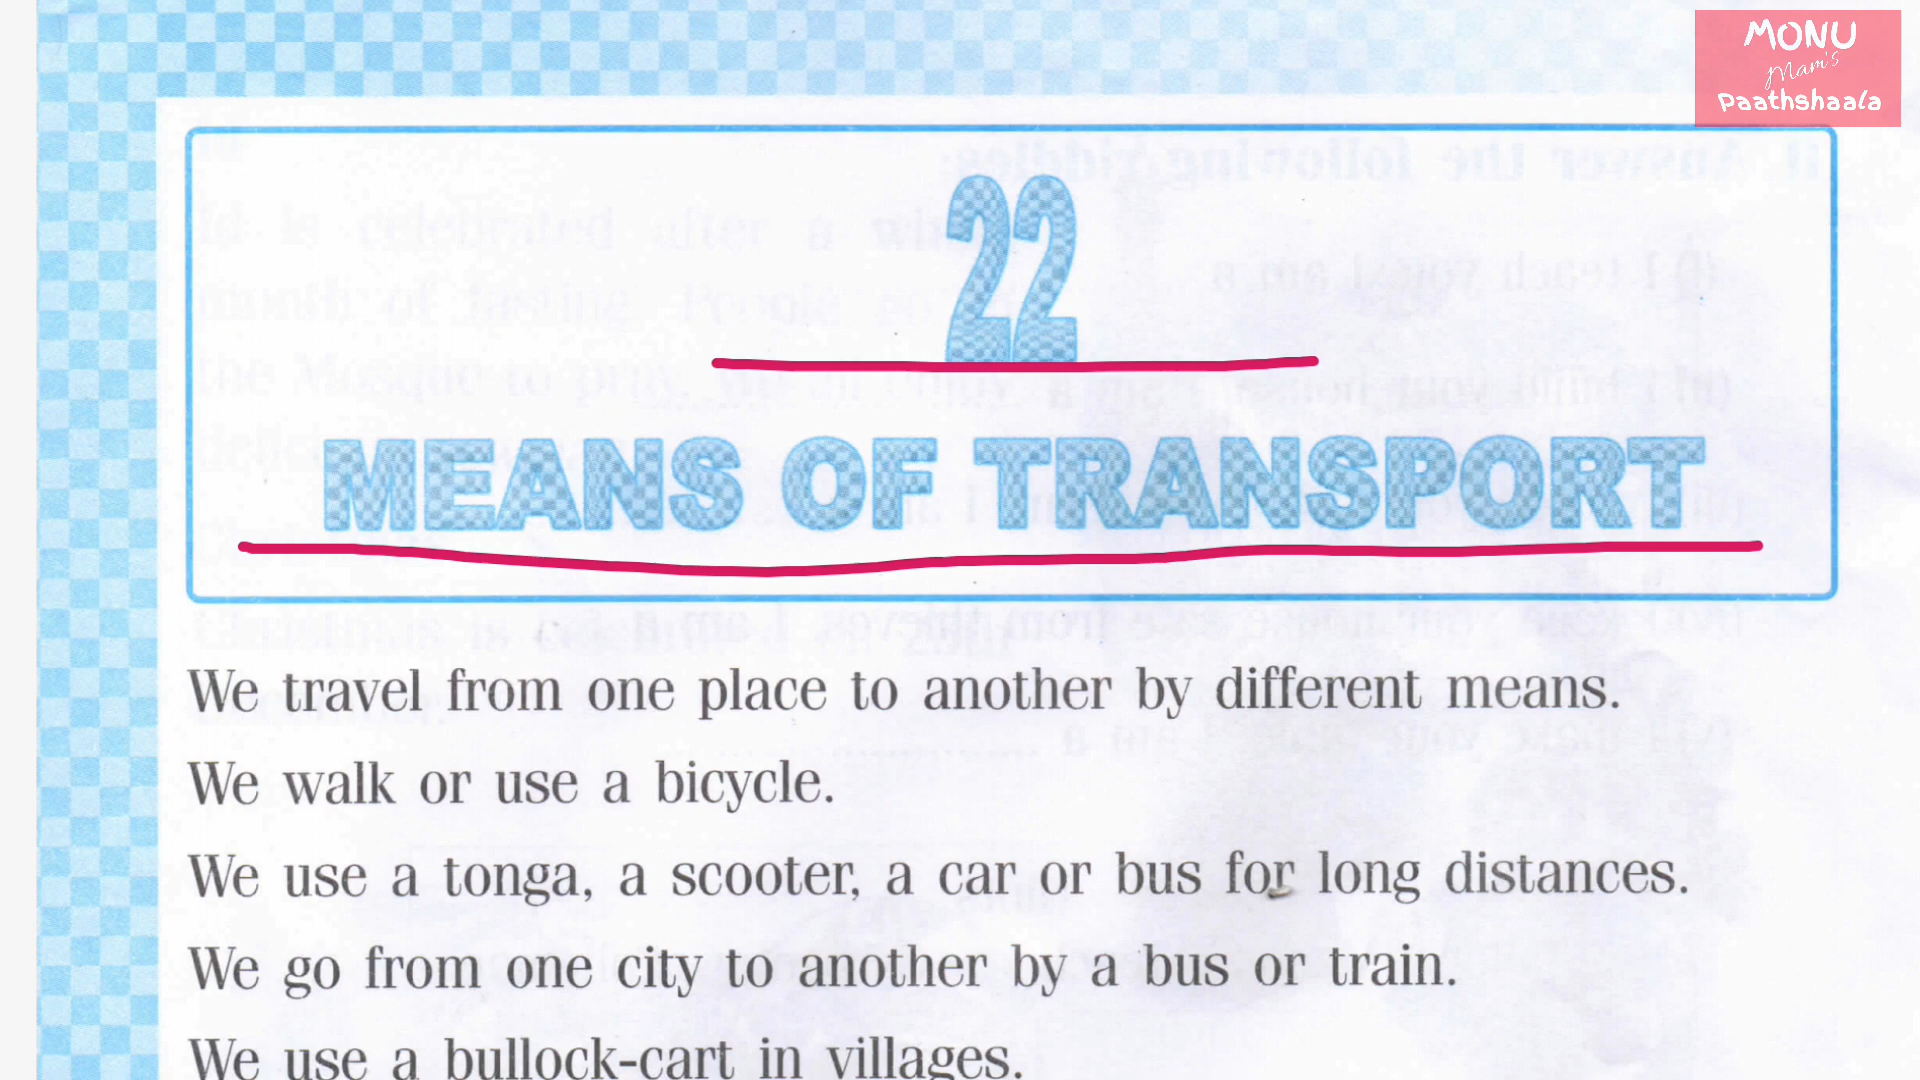 MONU
Mam's
Paathshaala
22
MEANS OF TRANSPORT
We travel from one place to another by different means.
We walk or use a bicycle.
We use a tonga, a scooter, a car or bus for long distances.
We go from one city to another by a bus or train.
We use a bullock-cart in villages.